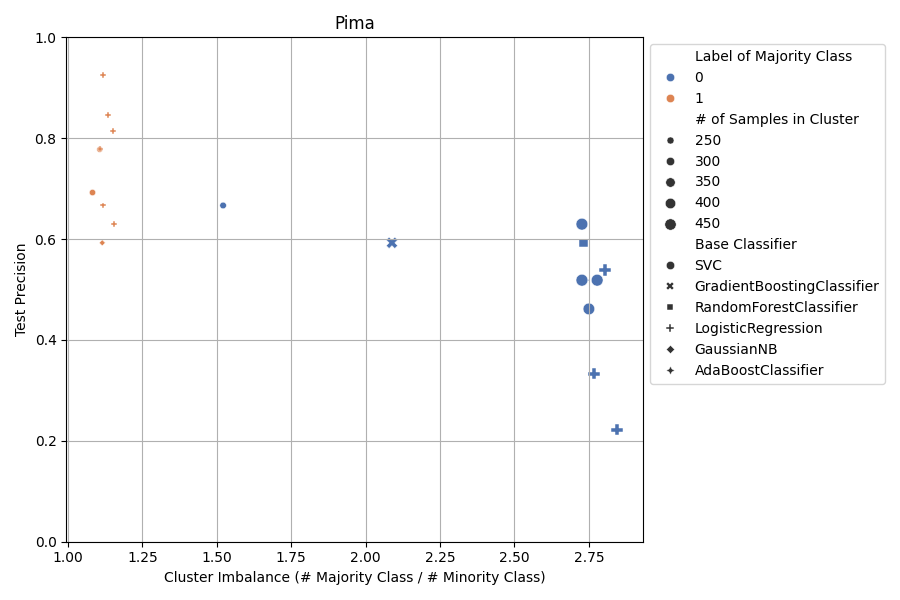 Pima
1.0
0.8
0.6
0.4
0.2
0.0
Test Precision
1.00
1.25
1.50
1.75
2.00
2.25
2.50
2.75
Cluster Imbalance (# Majority Class / # Minority Class)
Label of Majority Class
0
1
# of Samples in Cluster
250
300
350
400
450
Base Classifier
SVC
GradientBoostingClassifier
RandomForestClassifier
LogisticRegression
GaussianNB
AdaBoostClassifier